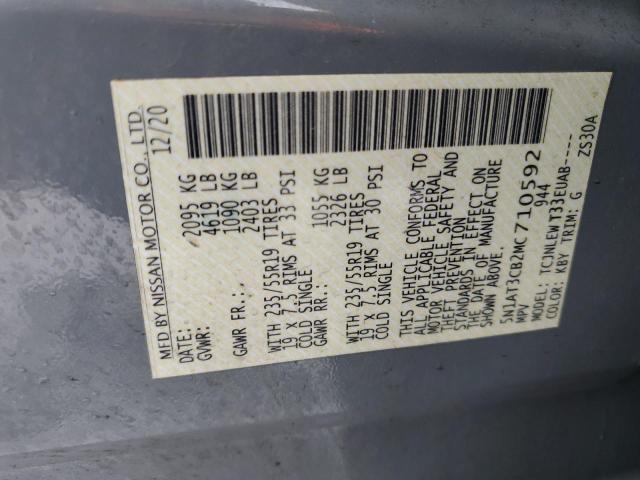 MFD BY NISSAN MOTOR CO., LTD.
DATE: 12/20
GVWR: 2095 KG
4619 LB
GAWR FR: 1090 KG
2403 LB
WITH 235/55R19 TIRES
19 X 7.5 RIMS AT 33 PSI
COLD SINGLE
GAWR RR: 1055 KG
2326 LB
WITH 235/55R19 TIRES
19 X 7.5 RIMS AT 30 PSI
COLD SINGLE
THIS VEHICLE CONFORMS TO
ALL APPLICABLE FEDERAL
MOTOR VEHICLE SAFETY AND
THEFT PREVENTION
STANDARDS IN EFFECT ON
THE DATE OF MANUFACTURE
SHOWN ABOVE.
5N1AT3CB2MC710592
MPV 944
MODEL: TCJNLEWT33EUAB-----
COLOR: KBY TRIM: G ZS30A